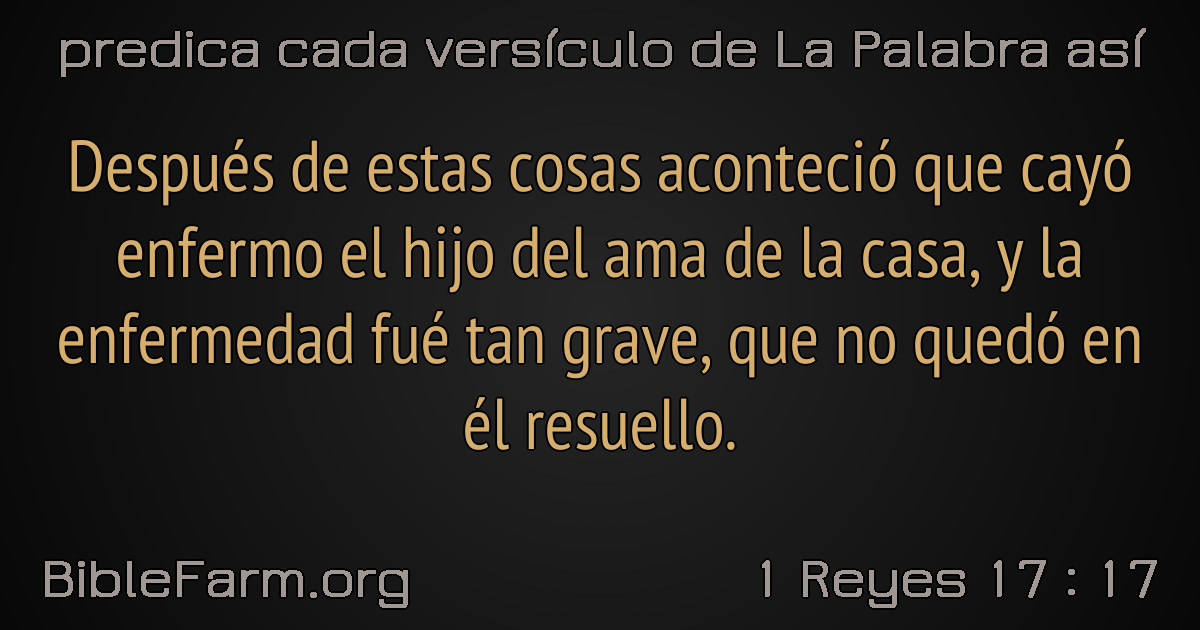 predica cada versículo de La Palabra así
Después de estas cosas aconteció que cayó
enfermo el hijo del ama de la casa, y la
enfermedad fué tan grave, que no quedó en
él resuello.
BibleFarm.org
1 Reyes 17 : 17